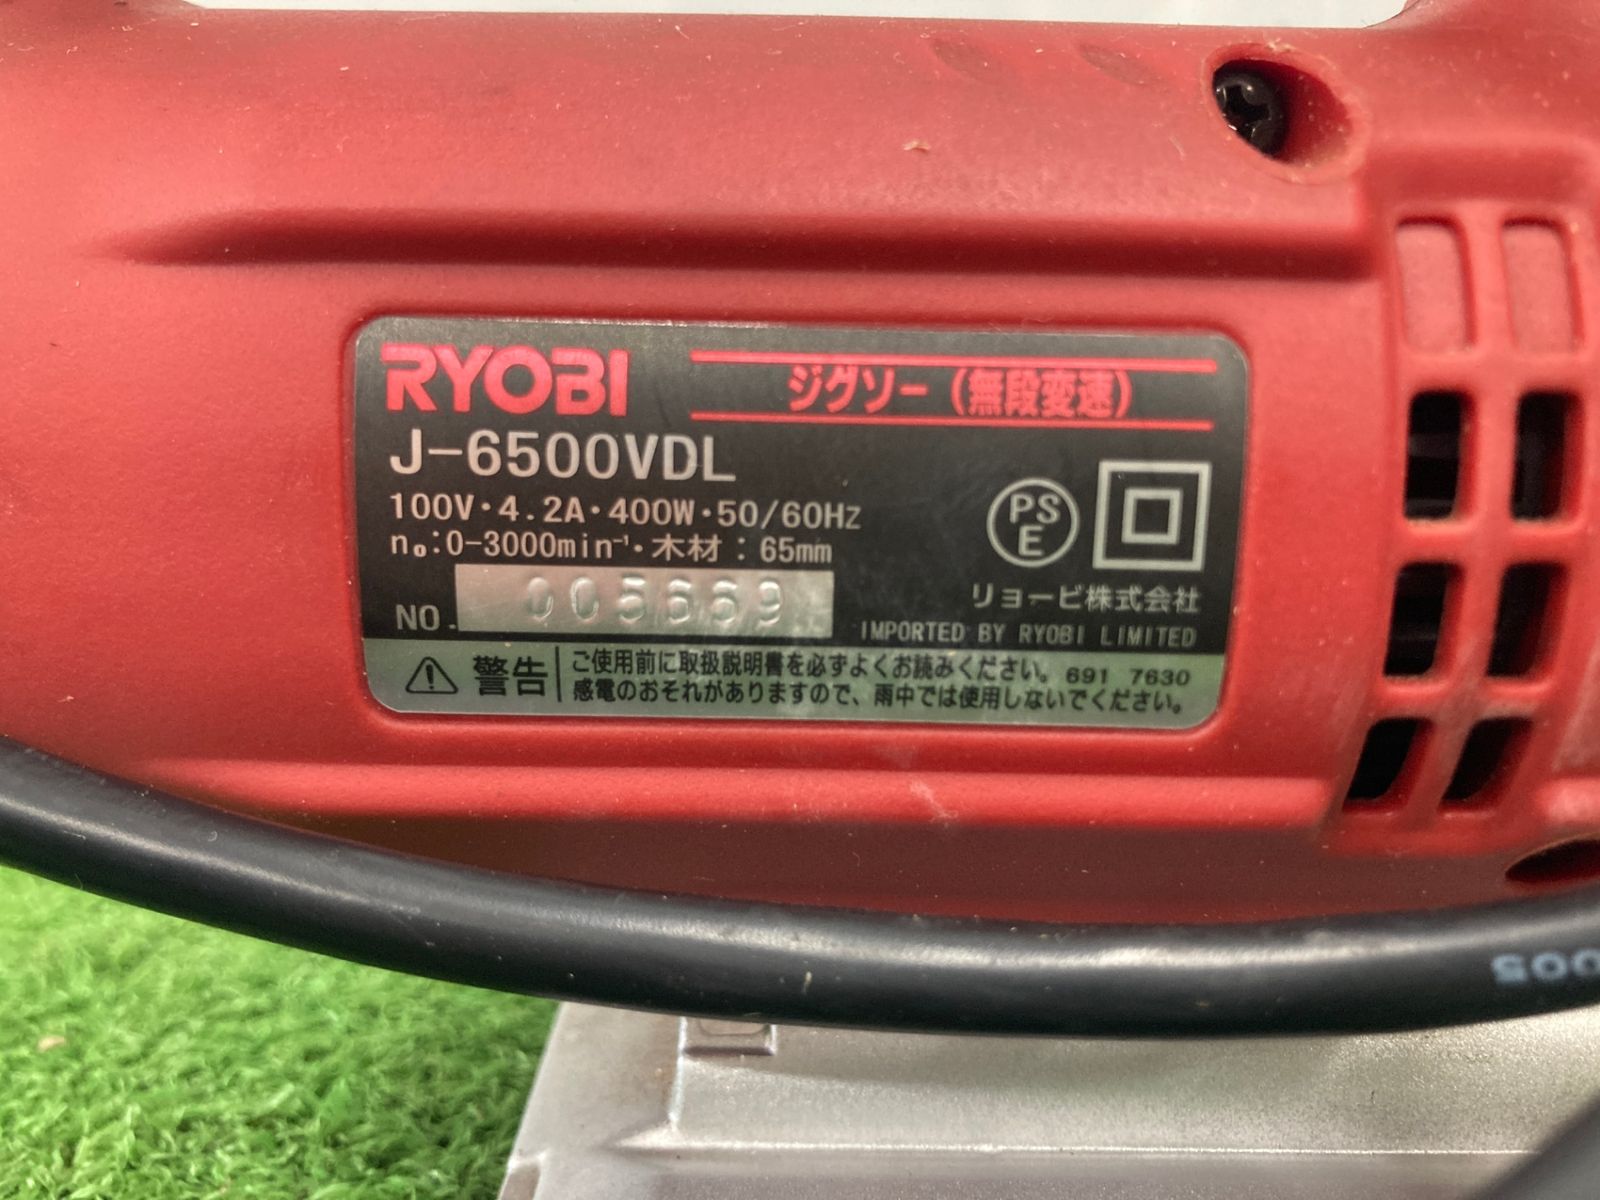 RYOBI ジグソー(無段変速)
J-6500VDL
100V・4.2A・400W・50/60Hz
n₀:0-3000min⁻¹・木材:65mm
PS
E
NO. 005669
リョービ株式会社
IMPORTED BY RYOBI LIMITED
警告 ご使用前に取扱説明書を必ずよくお読みください。 691 7630
感電のおそれがありますので、雨中では使用しないでください。